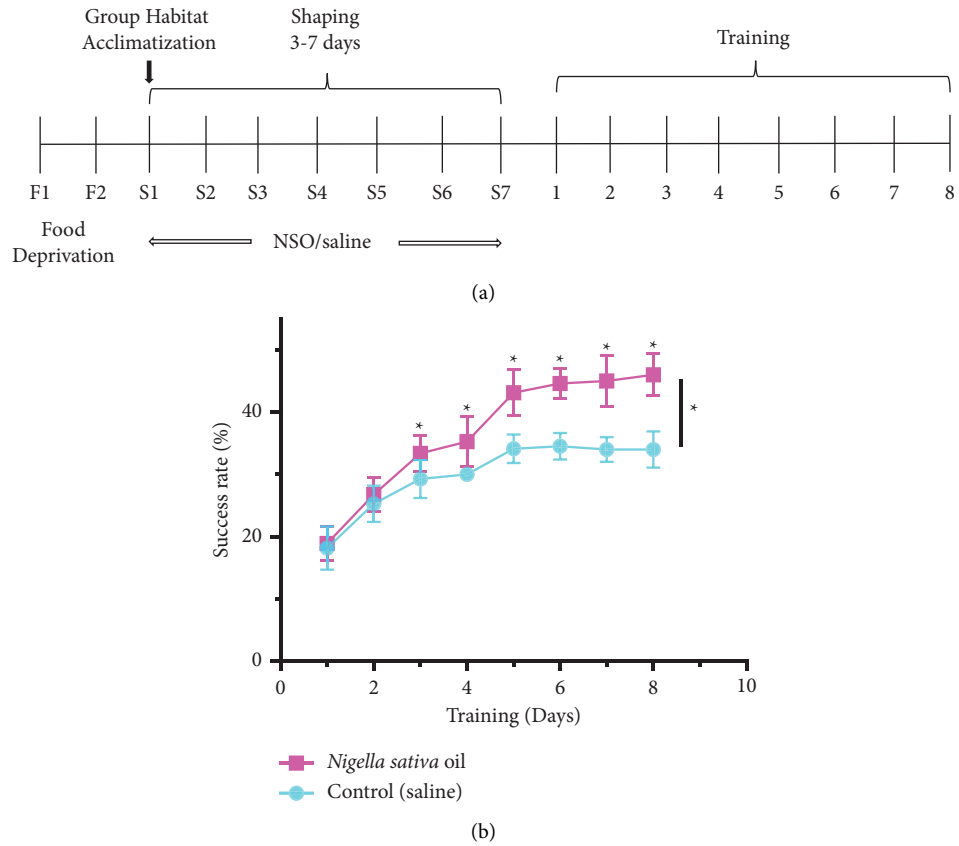 Group Habitat
Acclimatization
Shaping
3-7 days
Training
F1 F2 S1 S2 S3 S4 S5 S6 S7 1 2 3 4 5 6 7 8
Food
Deprivation
NSO/saline
(a)
Success rate (%)
40
20
0
* * * * * *
*
0 2 4 6 8 10
Training (Days)
Nigella sativa oil
Control (saline)
(b)